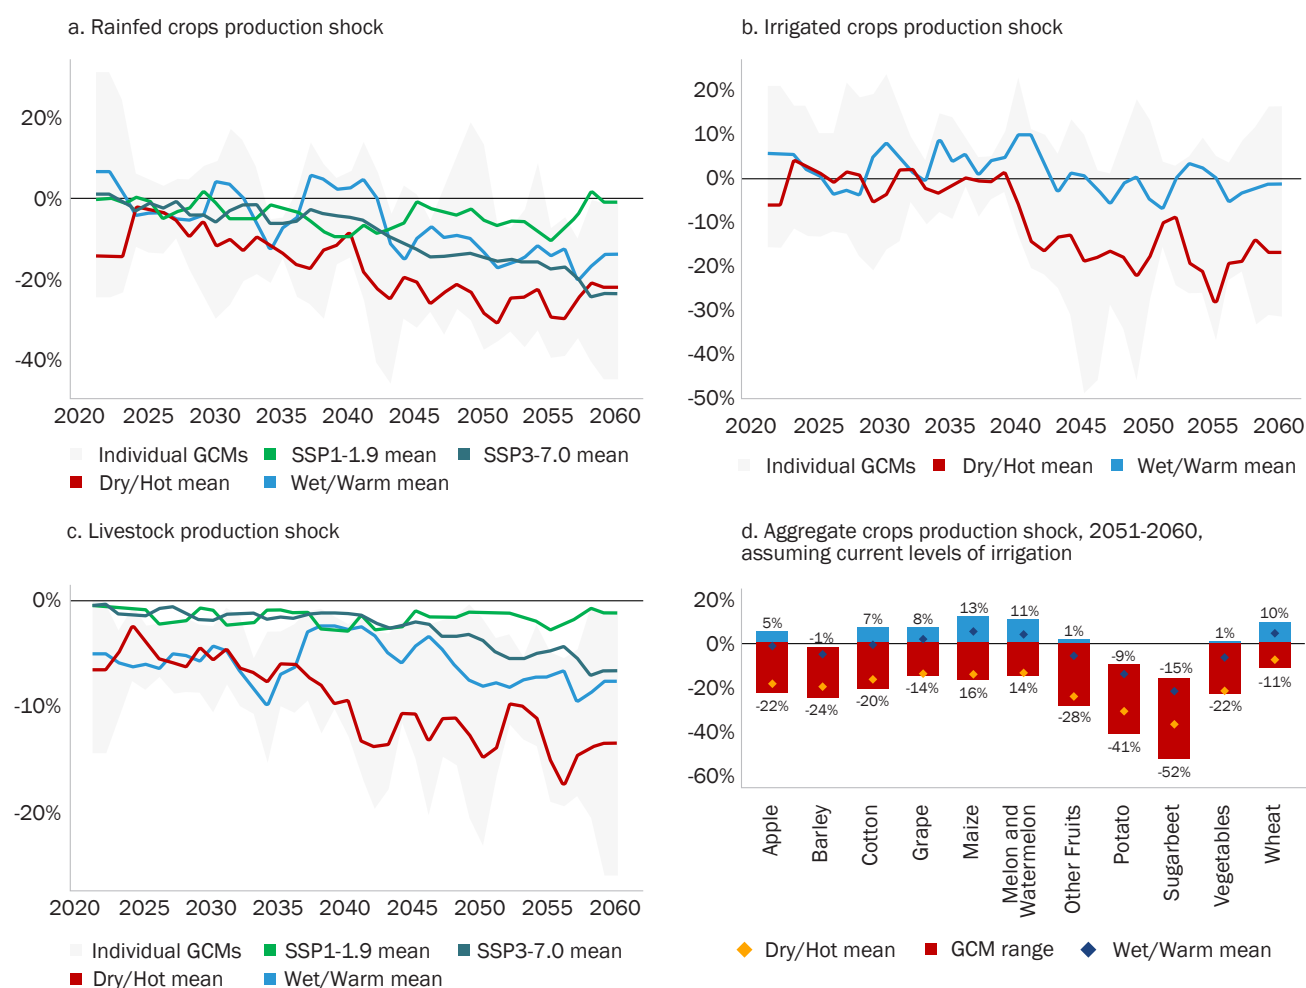 a. Rainfed crops production shock
20%
0%
-20%
-40%
2020 2025 2030 2035 2040 2045 2050 2055 2060
Individual GCMs SSP1-1.9 mean SSP3-7.0 mean
Dry/Hot mean Wet/Warm mean
b. Irrigated crops production shock
20%
10%
0%
-10%
-20%
-30%
-40%
-50%
2020 2025 2030 2035 2040 2045 2050 2055 2060
Individual GCMs Dry/Hot mean Wet/Warm mean
c. Livestock production shock
0%
-10%
-20%
2020 2025 2030 2035 2040 2045 2050 2055 2060
Individual GCMs SSP1-1.9 mean SSP3-7.0 mean
Dry/Hot mean Wet/Warm mean
d. Aggregate crops production shock, 2051-2060,
assuming current levels of irrigation
20%
0%
-20%
-40%
-60%
5% -1% 7% 8% 13% 11% 1% -9% -15% 1% 10%
-22% -24% -20% -14% 16% 14% -28% -41% -52% -22% -11%
Apple
Barley
Cotton
Grape
Maize
Melon and
Watermelon
Other Fruits
Potato
Sugarbeet
Vegetables
Wheat
Dry/Hot mean GCM range Wet/Warm mean